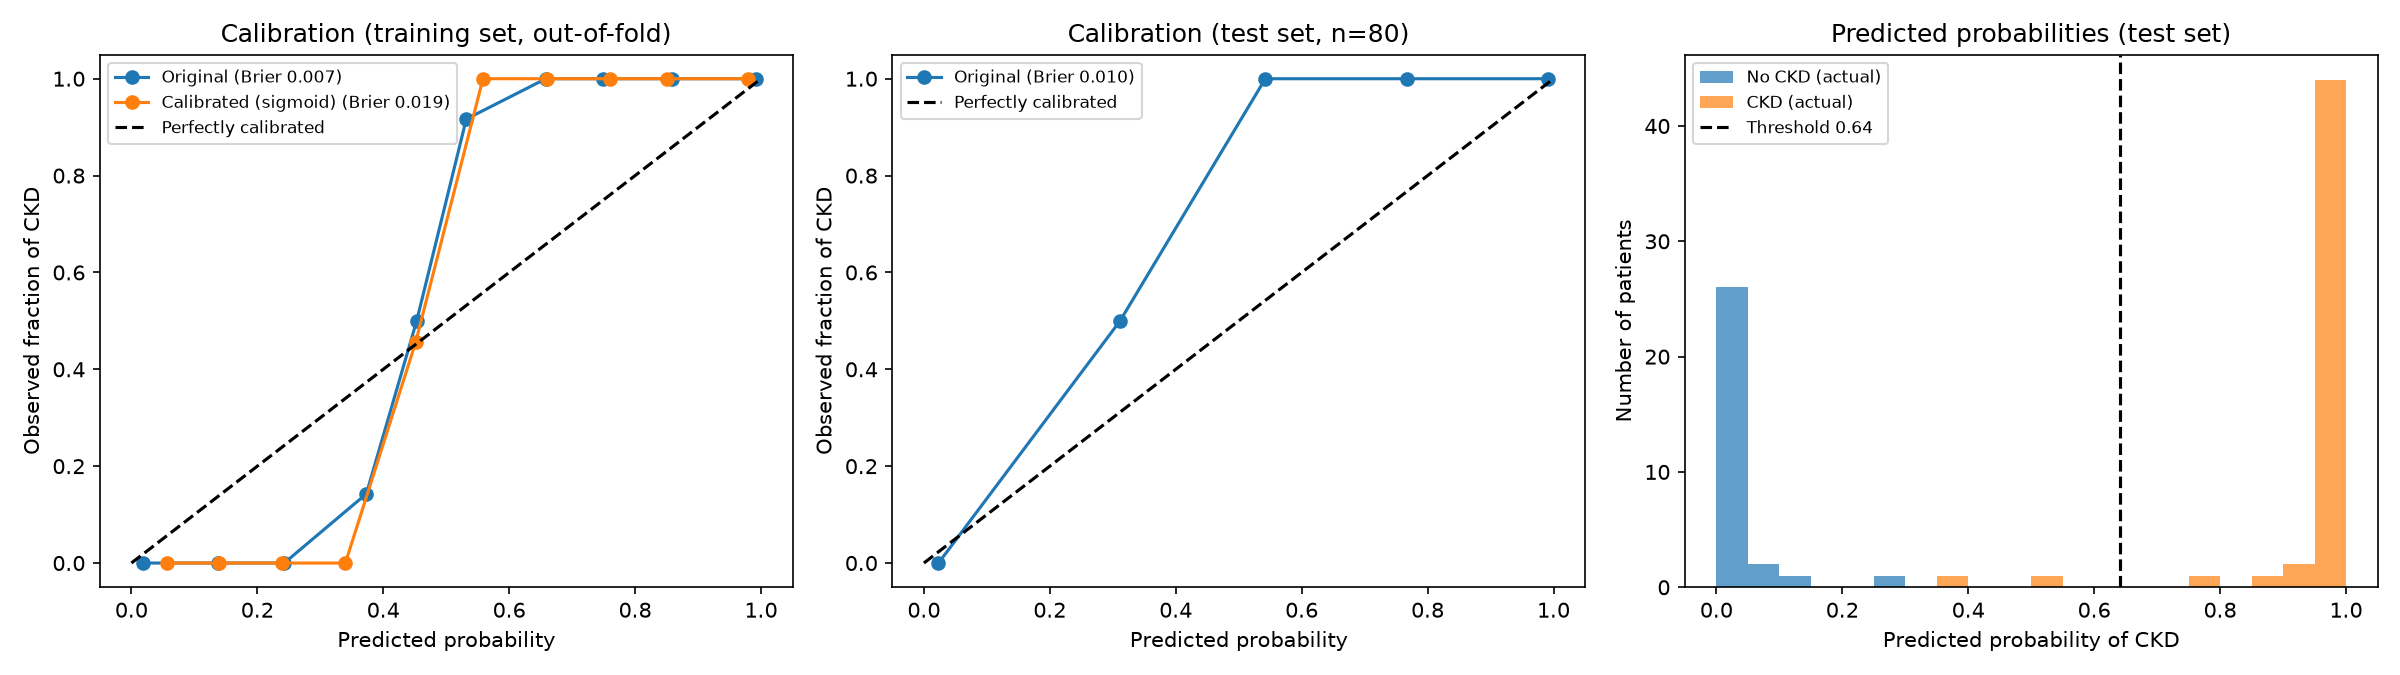 Calibration (training set, out-of-fold)
Original (Brier 0.007)
Calibrated (sigmoid) (Brier 0.019)
Perfectly calibrated
Observed fraction of CKD
1.0
0.8
0.6
0.4
0.2
0.0
0.0 0.2 0.4 0.6 0.8 1.0
Predicted probability
Calibration (test set, n=80)
Original (Brier 0.010)
Perfectly calibrated
Observed fraction of CKD
1.0
0.8
0.6
0.4
0.2
0.0
0.0 0.2 0.4 0.6 0.8 1.0
Predicted probability
Predicted probabilities (test set)
No CKD (actual)
CKD (actual)
Threshold 0.64
Number of patients
40
30
20
10
0
0.0 0.2 0.4 0.6 0.8 1.0
Predicted probability of CKD